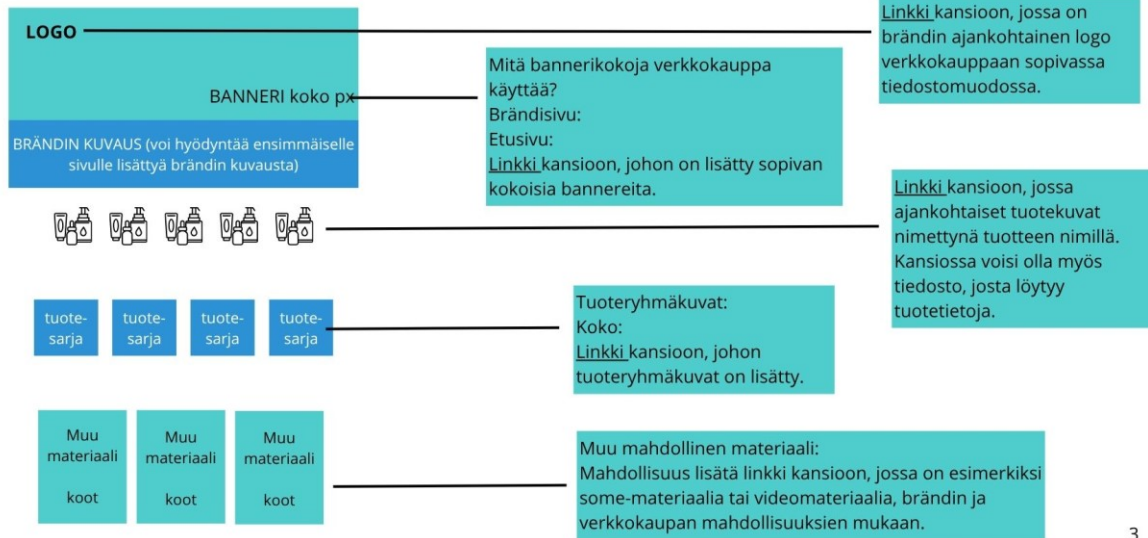 LOGO
BANNERI koko px
BRÄNDIN KUVAUS (voi hyödyntää ensimmäiselle
sivulle lisättyä brändin kuvausta)
Linkki kansioon, jossa on
brändin ajankohtainen logo
verkkokauppaan sopivassa
tiedostomuodossa.
Mitä bannerikokoja verkkokauppa
käyttää?
Brändisivu:
Etusivu:
Linkki kansioon, johon on lisätty sopivan
kokoisia bannereita.
Linkki kansioon, jossa
ajankohtaiset tuotekuvat
nimettynä tuotteen nimillä.
Kansiossa voisi olla myös
tiedosto, josta löytyy
tuotetietoja.
tuote-
sarja
tuote-
sarja
tuote-
sarja
tuote-
sarja
Tuoteryhmäkuvat:
Koko:
Linkki kansioon, johon
tuoteryhmäkuvat on lisätty.
Muu
materiaali
koot
Muu
materiaali
koot
Muu
materiaali
koot
Muu mahdollinen materiaali:
Mahdollisuus lisätä linkki kansioon, jossa on esimerkiksi
some-materiaalia tai videomateriaalia, brändin ja
verkkokaupan mahdollisuuksien mukaan.
3